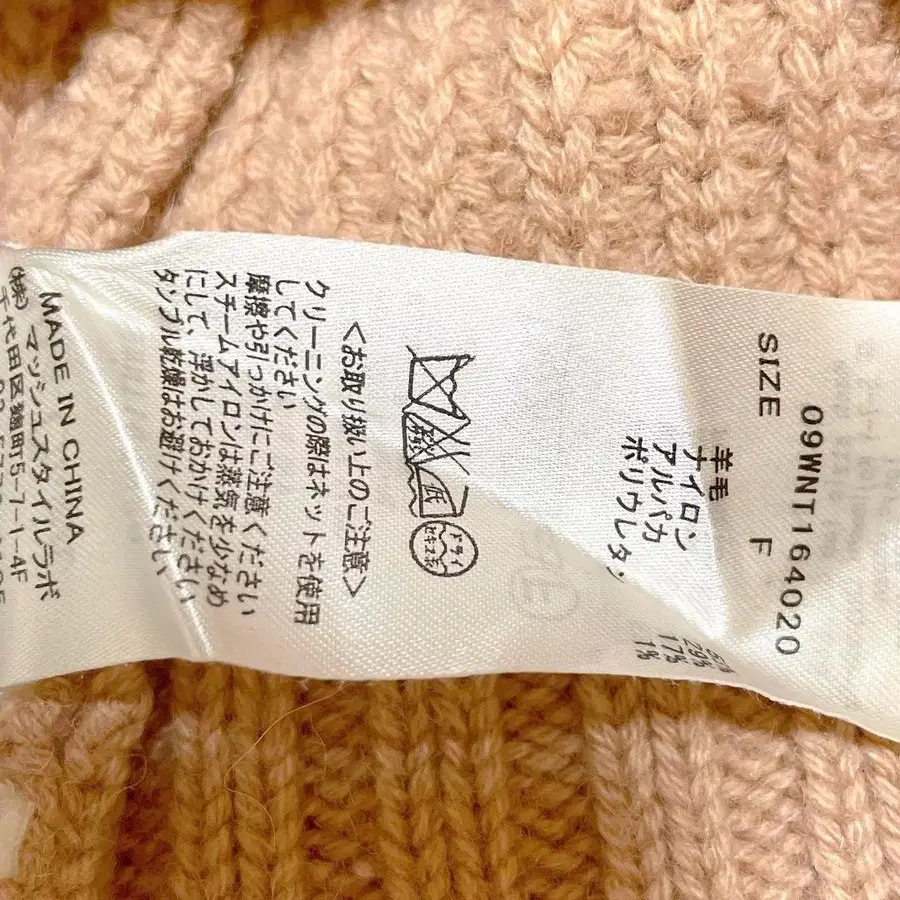 09WNT164020
SIZE F
羊毛
ナイロン 29%
アルパカ 17%
ポリウレタン 1%
ドライ
セキユ系
<お取り扱い上のご注意>
クリーニングの際はネットを使用
してください
摩擦や引っかけにご注意ください
スチームアイロンは蒸気を少なめ
にして、浮かしておかけください
タンブル乾燥はお避けください
MADE IN CHINA
(株)マッシュスタイルラボ
千代田区麹町5-7-1-4F